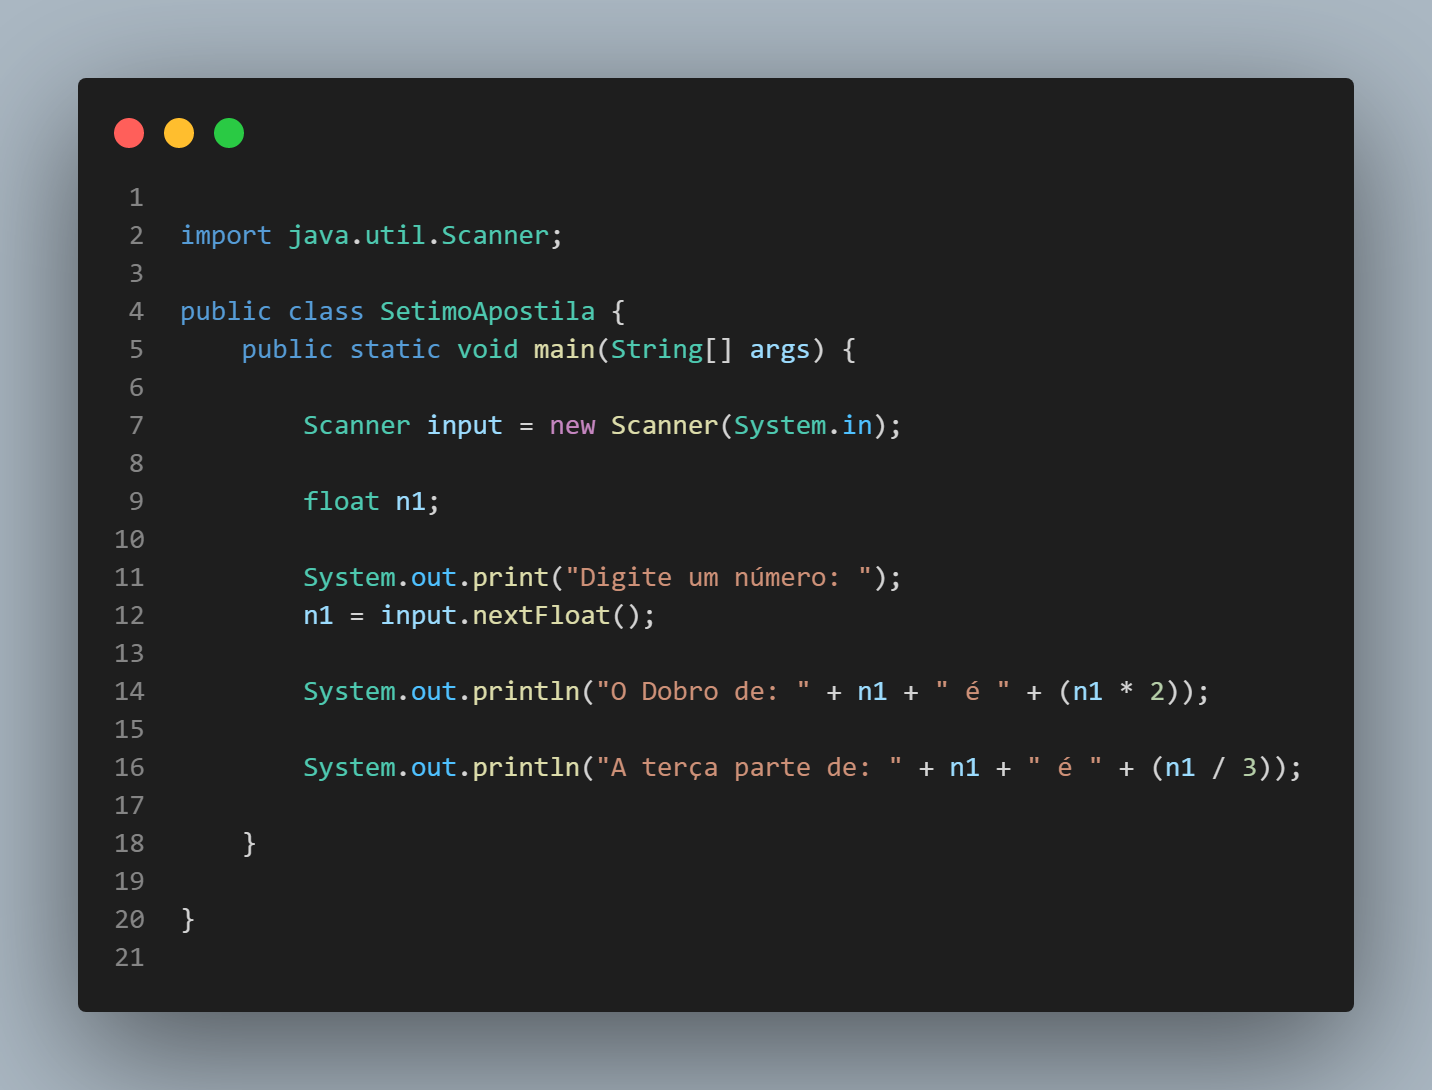 1
2 import java.util.Scanner;
3
4 public class SetimoApostila {
5     public static void main(String[] args) {
6
7         Scanner input = new Scanner(System.in);
8
9         float n1;
10
11         System.out.print("Digite um número: ");
12         n1 = input.nextFloat();
13
14         System.out.println("O Dobro de: " + n1 + " é " + (n1 * 2));
15
16         System.out.println("A terça parte de: " + n1 + " é " + (n1 / 3));
17
18     }
19
20 }
21